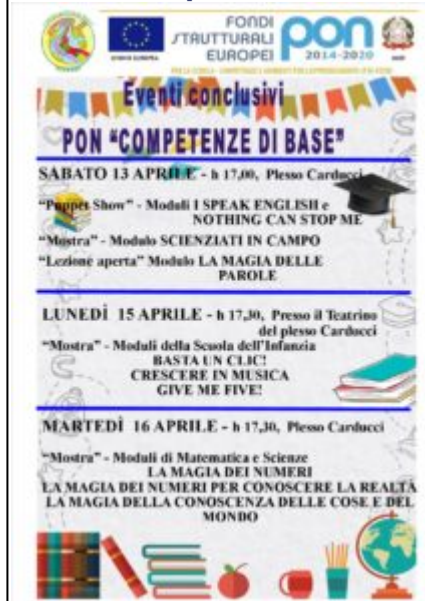 FONDI
STRUTTURALI
EUROPEI
pon
2014-2020
Eventi conclusivi
PON “COMPETENZE DI BASE”
SABATO 13 APRILE - h 17,00, Plesso Carducci
“Puppet Show” - Moduli I SPEAK ENGLISH e
NOTHING CAN STOP ME
“Mostra” - Modulo SCIENZIATI IN CAMPO
“Lezione aperta” Modulo LA MAGIA DELLE
PAROLE
LUNEDÌ 15 APRILE - h 17,30, Presso il Teatrino
del plesso Carducci
“Mostra” - Moduli della Scuola dell'Infanzia
BASTA UN CLIC!
CRESCERE IN MUSICA
GIVE ME FIVE!
MARTEDÌ 16 APRILE - h 17,30, Plesso Carducci
“Mostra” - Moduli di Matematica e Scienze
LA MAGIA DEI NUMERI
LA MAGIA DEI NUMERI PER CONOSCERE LA REALTÀ
LA MAGIA DELLA CONOSCENZA DELLE COSE E DEL
MONDO